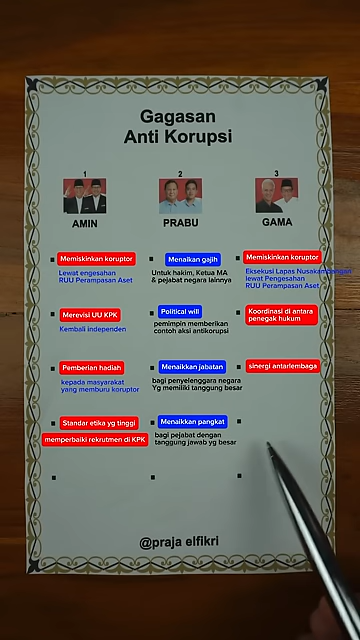 Gagasan
Anti Korupsi
1
2
3
AMIN
PRABU
GAMA
Memiskinkan koruptor
Lewat engesahan
RUU Perampasan Aset
Menaikan gajih
Untuk hakim, Ketua MA
& pejabat negara lainnya
Memiskinkan koruptor
Eksekusi Lapas Nusakambangan
lewat Pengesahan
RUU Perampasan Aset
Merevisi UU KPK
Kembali independen
Political will
pemimpin memberikan
contoh aksi antikorupsi
Koordinasi di antara
penegak hukum
Pemberian hadiah
kepada masyarakat
yang memburu koruptor
Menaikkan jabatan
bagi penyelenggara negara
Yg memiliki tanggung besar
sinergi antarlembaga
Standar etika yg tinggi
memperbaiki rekrutmen di KPK
Menaikkan pangkat
bagi pejabat dengan
tanggung jawab yg besar
@praja elfikri